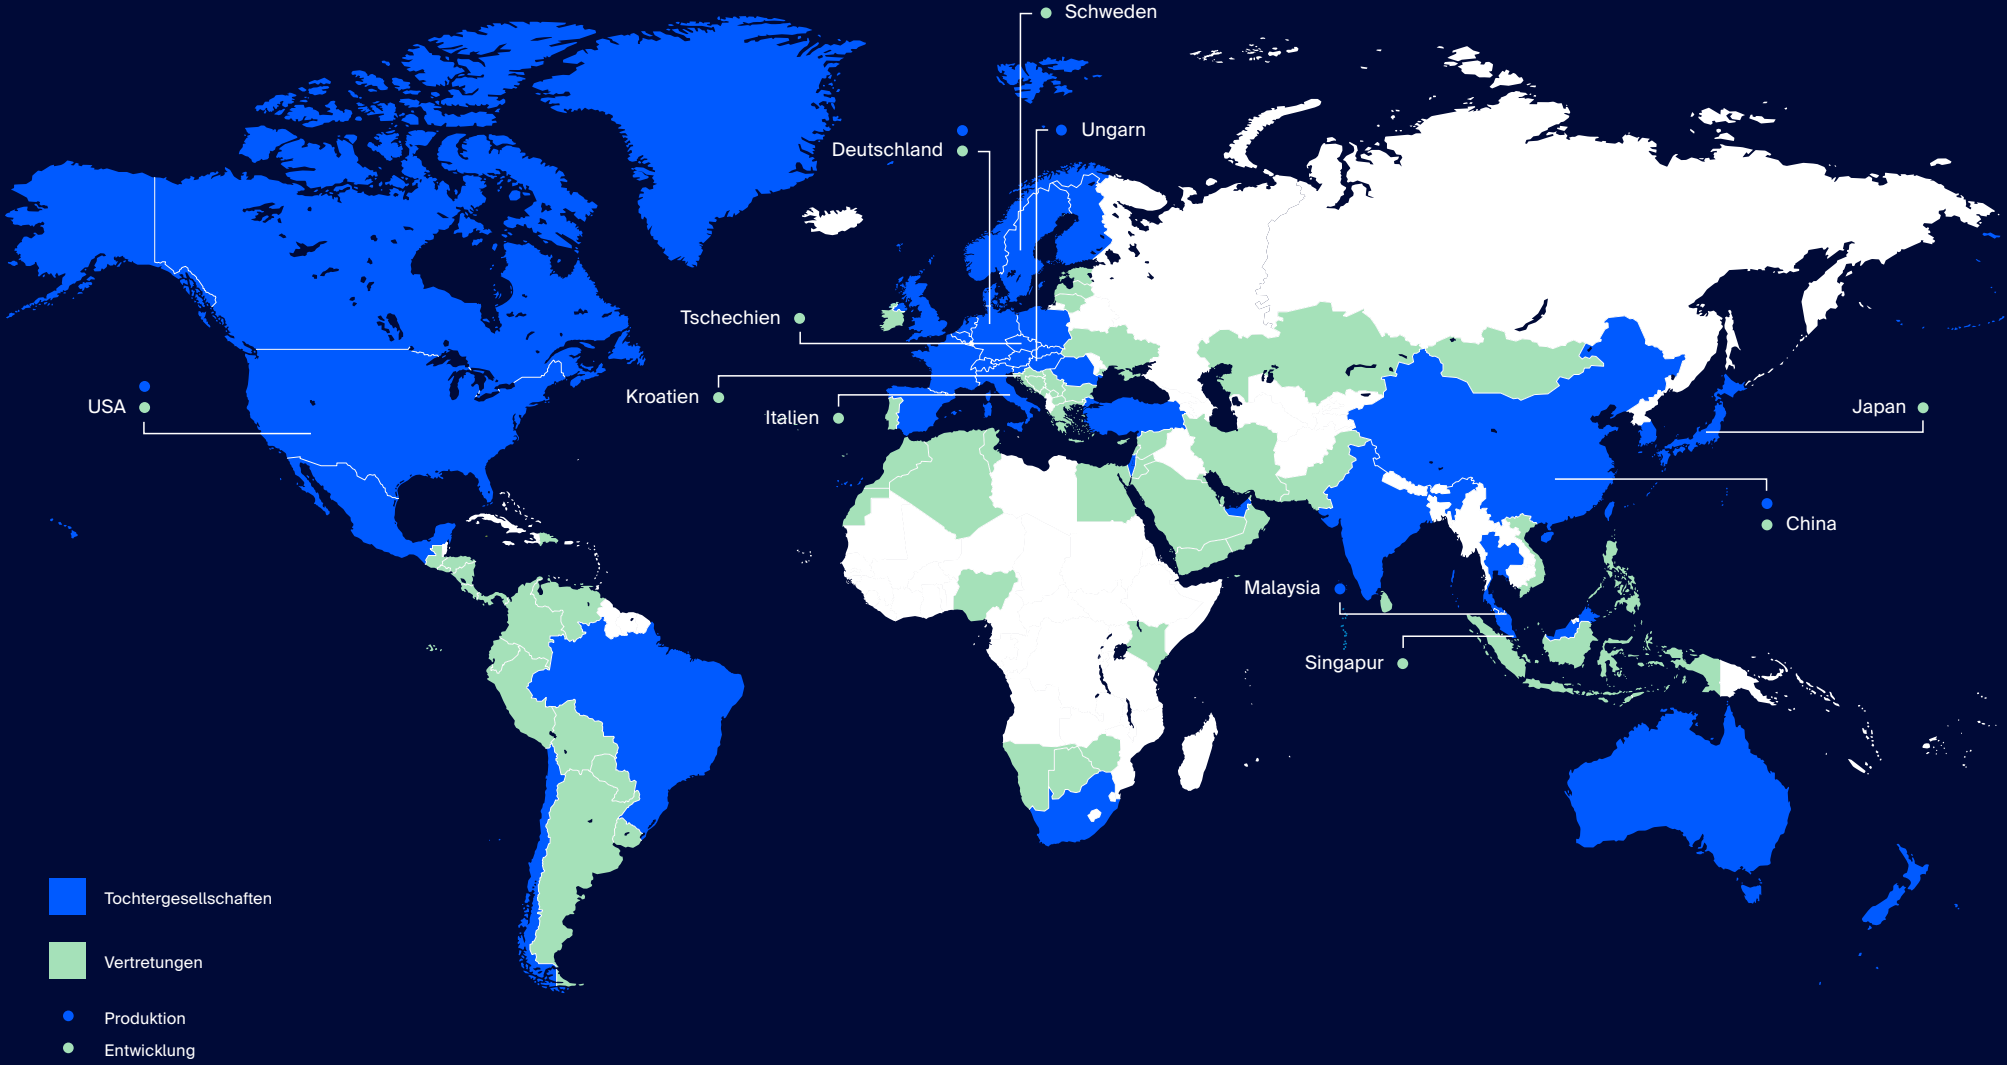 Schweden
Ungarn
Deutschland
Tschechien
Kroatien
Italien
USA
Japan
China
Malaysia
Singapur
Tochtergesellschaften
Vertretungen
Produktion
Entwicklung